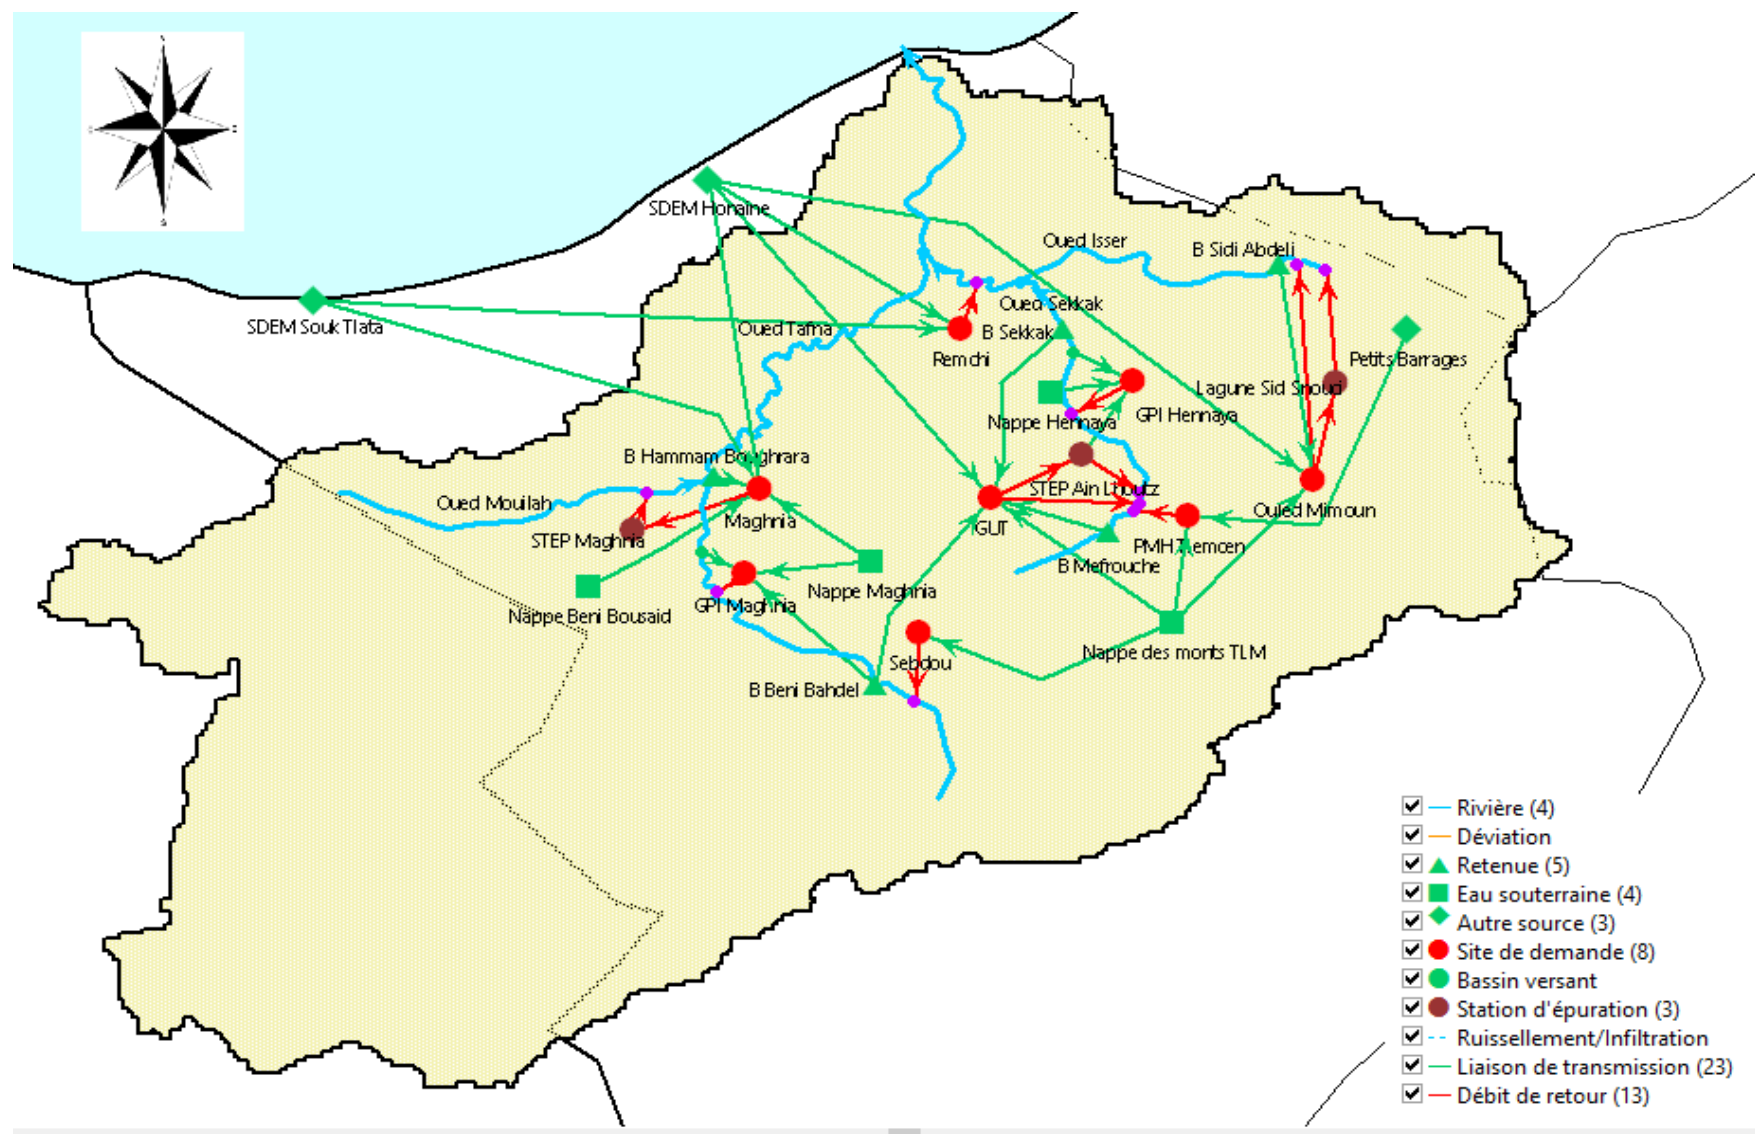 SDEM Honaine
Oued Isser
B Sidi Abdeli
SDEM Souk Tlata
Oued Tafna
Oued Sekkak
B Sekkak
Remchi
Petits Barrages
Lagune Sid Snouci
GPI Hennaya
Nappe Hennaya
B Hammam Boughrara
Oued Mouilah
STEP Ain Lhoutz
Maghnia
GUT
Ouled Mimoun
STEP Maghnia
PMH Tlemcen
B Mefrouche
Nappe Maghnia
GPI Maghnia
Nappe Beni Bousaid
Nappe des monts TLM
Sebdou
B Beni Bahdel
Rivière (4)
Déviation
Retenue (5)
Eau souterraine (4)
Autre source (3)
Site de demande (8)
Bassin versant
Station d'épuration (3)
Ruissellement/Infiltration
Liaison de transmission (23)
Débit de retour (13)